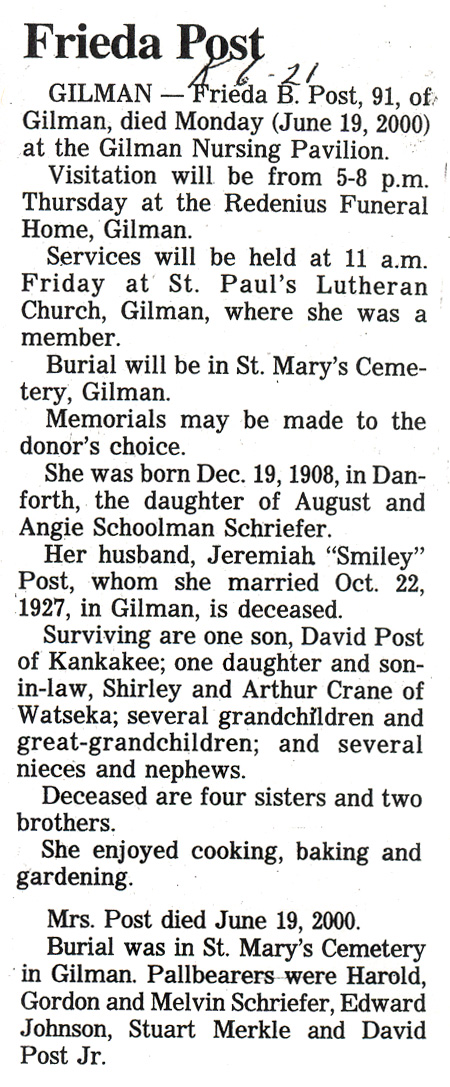 Frieda Post
R 6-21
GILMAN — Frieda B. Post, 91, of
Gilman, died Monday (June 19, 2000)
at the Gilman Nursing Pavilion.
Visitation will be from 5-8 p.m.
Thursday at the Redenius Funeral
Home, Gilman.
Services will be held at 11 a.m.
Friday at St. Paul's Lutheran
Church, Gilman, where she was a
member.
Burial will be in St. Mary's Ceme-
tery, Gilman.
Memorials may be made to the
donor's choice.
She was born Dec. 19, 1908, in Dan-
forth, the daughter of August and
Angie Schoolman Schriefer.
Her husband, Jeremiah "Smiley"
Post, whom she married Oct. 22,
1927, in Gilman, is deceased.
Surviving are one son, David Post
of Kankakee; one daughter and son-
in-law, Shirley and Arthur Crane of
Watseka; several grandchildren and
great-grandchildren; and several
nieces and nephews.
Deceased are four sisters and two
brothers.
She enjoyed cooking, baking and
gardening.
Mrs. Post died June 19, 2000.
Burial was in St. Mary's Cemetery
in Gilman. Pallbearers were Harold,
Gordon and Melvin Schriefer, Edward
Johnson, Stuart Merkle and David
Post Jr.